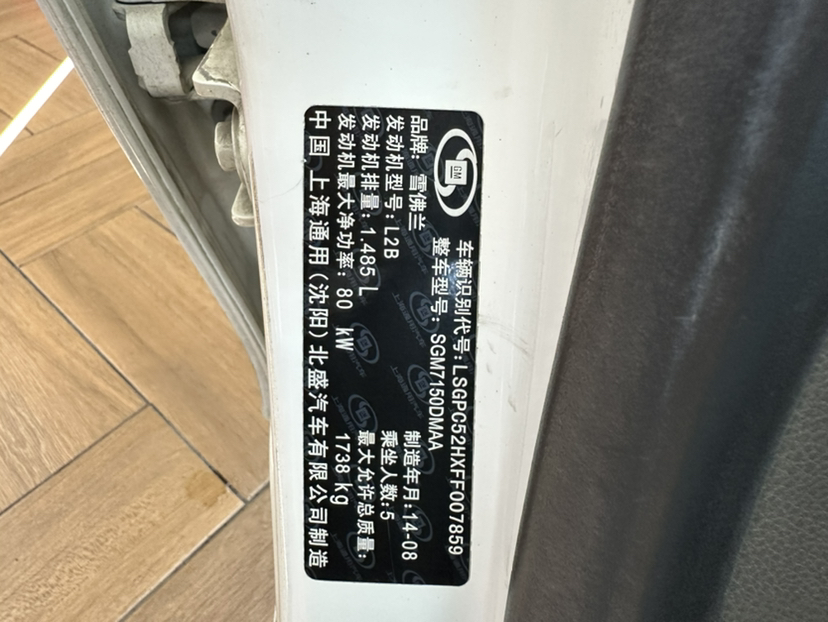 GM
车辆识别代号:LSGPC52HXFF007859
整车型号:SGM7150DMAA
品牌:雪佛兰
制造年月:14-08
发动机型号:L2B
乘坐人数:5
发动机排量:1.485 L
最大允许总质量:
发动机最大净功率:80 kW
1738 kg
中国 上海通用(沈阳)北盛汽车有限公司制造